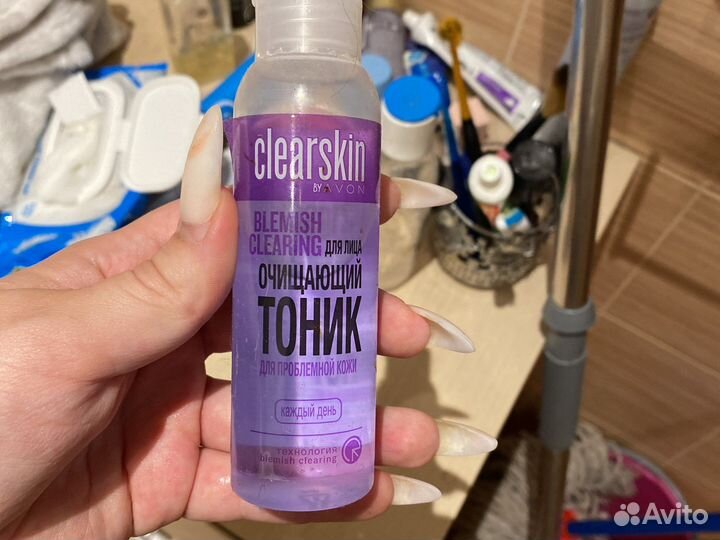 clearskin
BY AVON
BLEMISH
CLEARING для лица
ОЧИЩАЮЩИЙ
ТОНИК
ДЛЯ ПРОБЛЕМНОЙ КОЖИ
каждый день
технология
blemish clearing
Avito